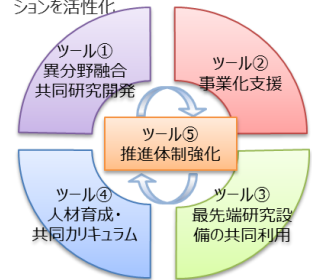 ションを活性化
ツール①
異分野融合
共同研究開発
ツール②
事業化支援
ツール⑤
推進体制強化
ツール④
人材育成・
共同カリキュラム
ツール③
最先端研究設
備の共同利用